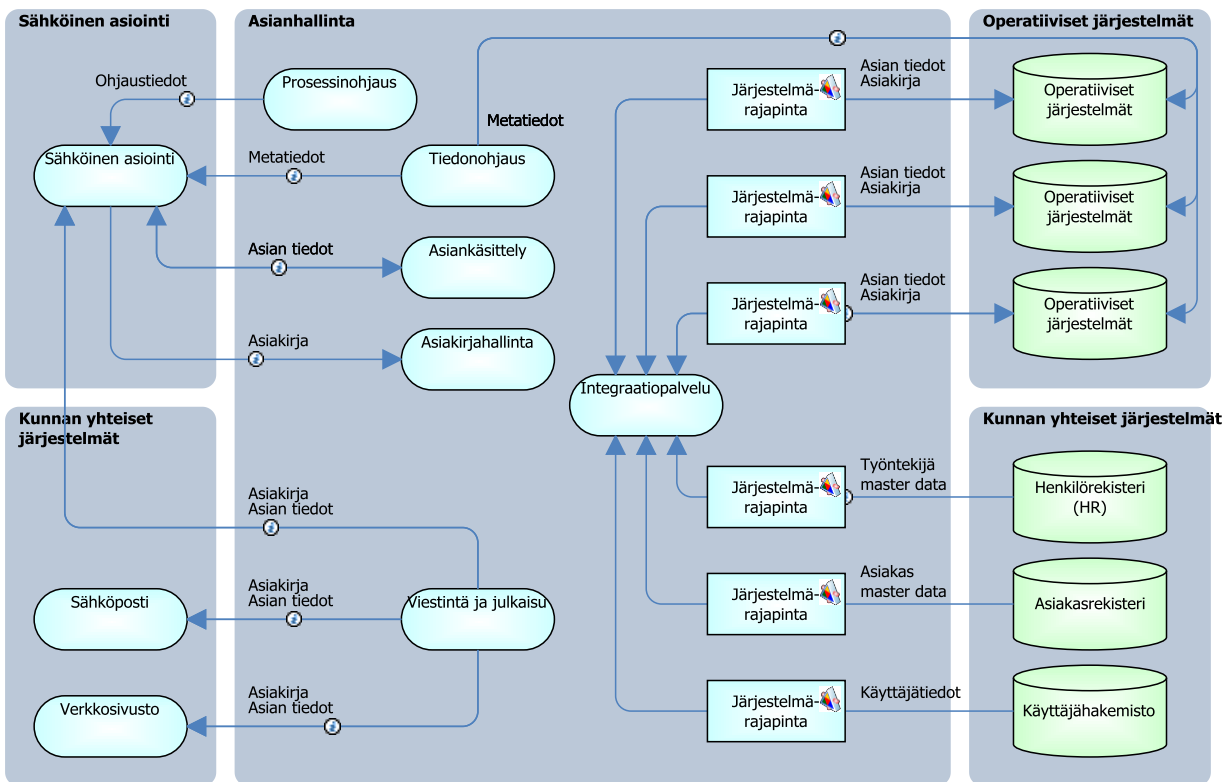 Sähköinen asiointi
Asianhallinta
Operatiiviset järjestelmät
Ohjaustiedot
Prosessinohjaus
Järjestelmä-
rajapinta
Asian tiedot
Asiakirja
Operatiiviset
järjestelmät
Metatiedot
Sähköinen asiointi
Metatiedot
Tiedonohjaus
Järjestelmä-
rajapinta
Asian tiedot
Asiakirja
Operatiiviset
järjestelmät
Asian tiedot
Asiankäsittely
Järjestelmä-
rajapinta
Asian tiedot
Asiakirja
Operatiiviset
järjestelmät
Asiakirja
Asiakirjahallinta
Integraatiopalvelu
Kunnan yhteiset
järjestelmät
Kunnan yhteiset järjestelmät
Asiakirja
Asian tiedot
Järjestelmä-
rajapinta
Työntekijä
master data
Henkilörekisteri
(HR)
Sähköposti
Asiakirja
Asian tiedot
Viestintä ja julkaisu
Järjestelmä-
rajapinta
Asiakas
master data
Asiakasrekisteri
Verkkosivusto
Asiakirja
Asian tiedot
Järjestelmä-
rajapinta
Käyttäjätiedot
Käyttäjähakemisto